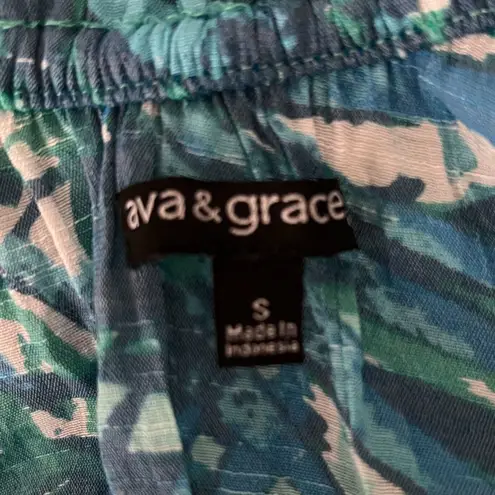 ava & grace
S
Made In
Indonesia